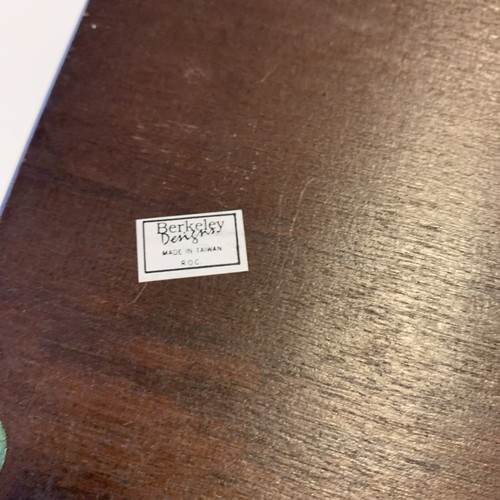 Berkeley
Designs
MADE IN TAIWAN
R.O.C.